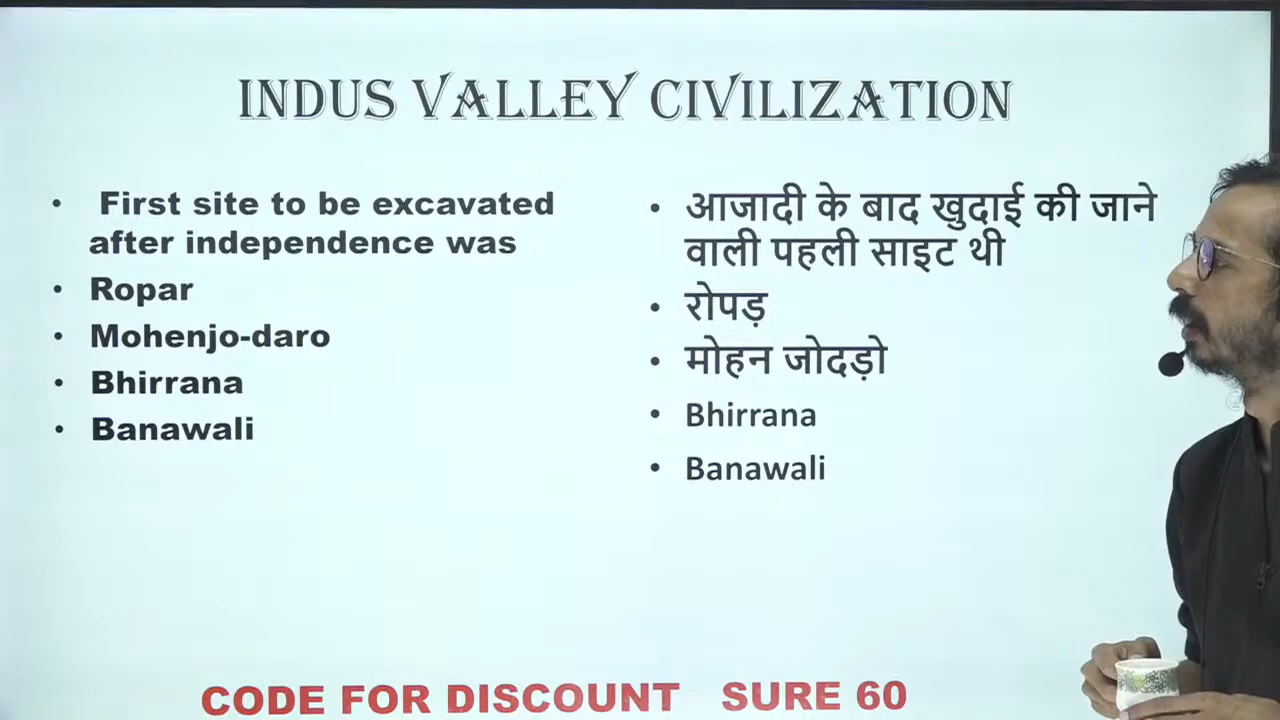 INDUS VALLEY CIVILIZATION
• First site to be excavated
after independence was
• Ropar
• Mohenjo-daro
• Bhirrana
• Banawali
• आजादी के बाद खुदाई की जाने
वाली पहली साइट थी
• रोपड़
• मोहन जोदड़ो
• Bhirrana
• Banawali
CODE FOR DISCOUNT SURE 60